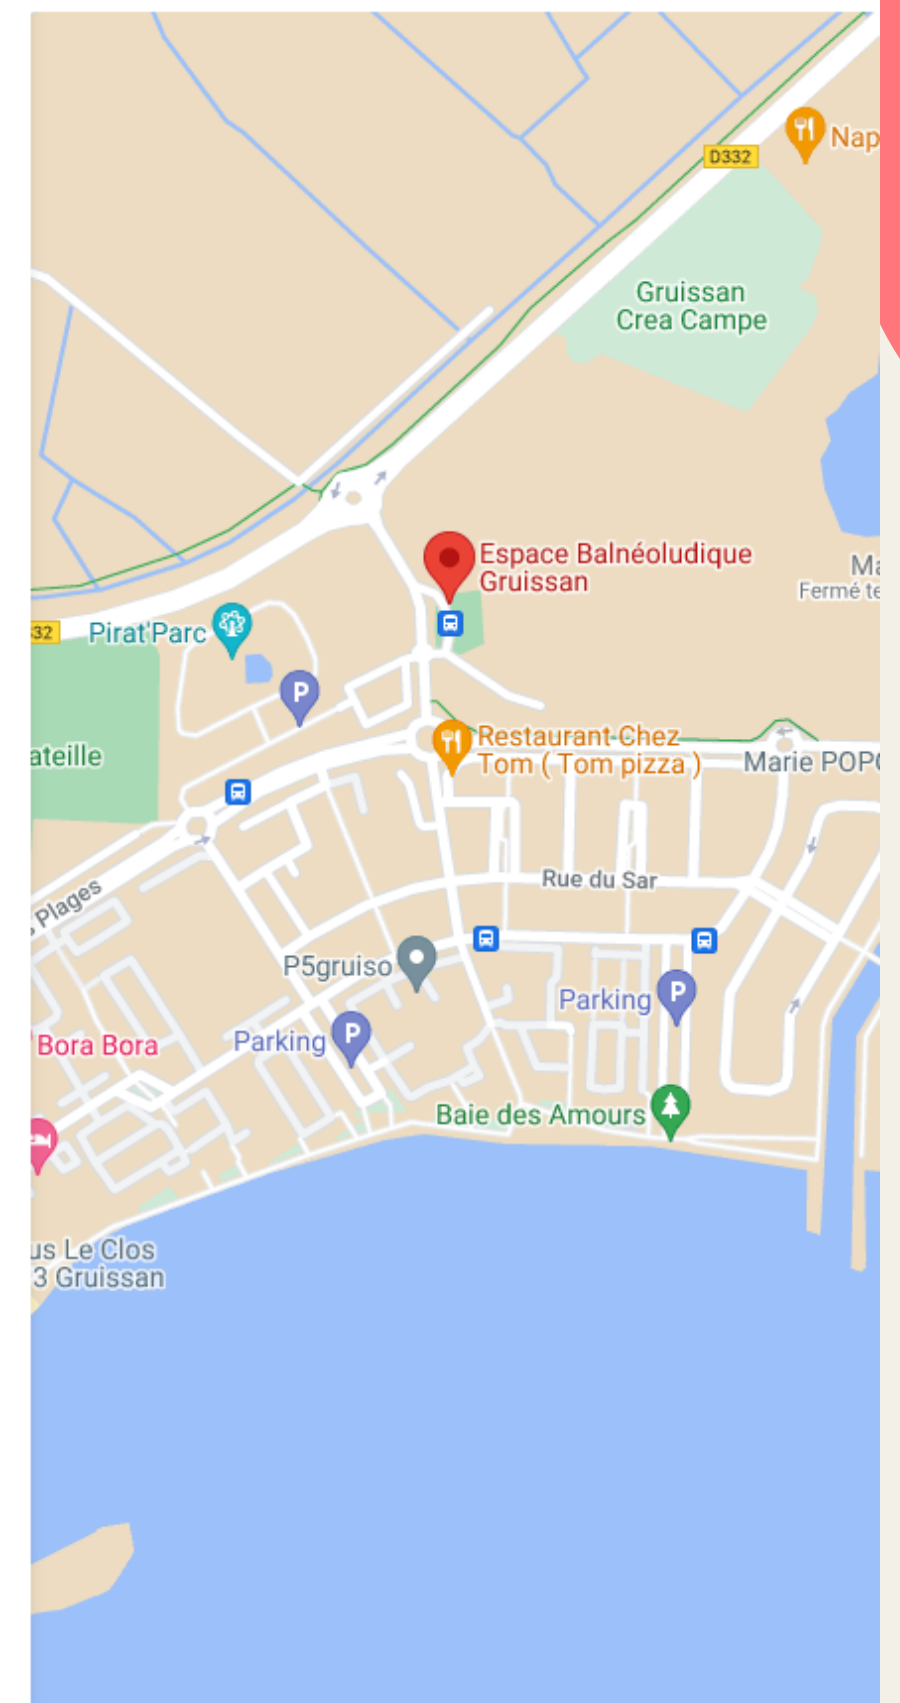 D332
Nap
Gruissan
Crea Campe
Espace Balnéoludique
Gruissan
Ma
Fermé te
32
Pirat'Parc
P
Restaurant Chez
Tom ( Tom pizza )
ateille
Marie POP
Rue du Sar
Plages
P5gruiso
Parking
P
Parking
P
Bora Bora
Baie des Amours
us Le Clos
3 Gruissan